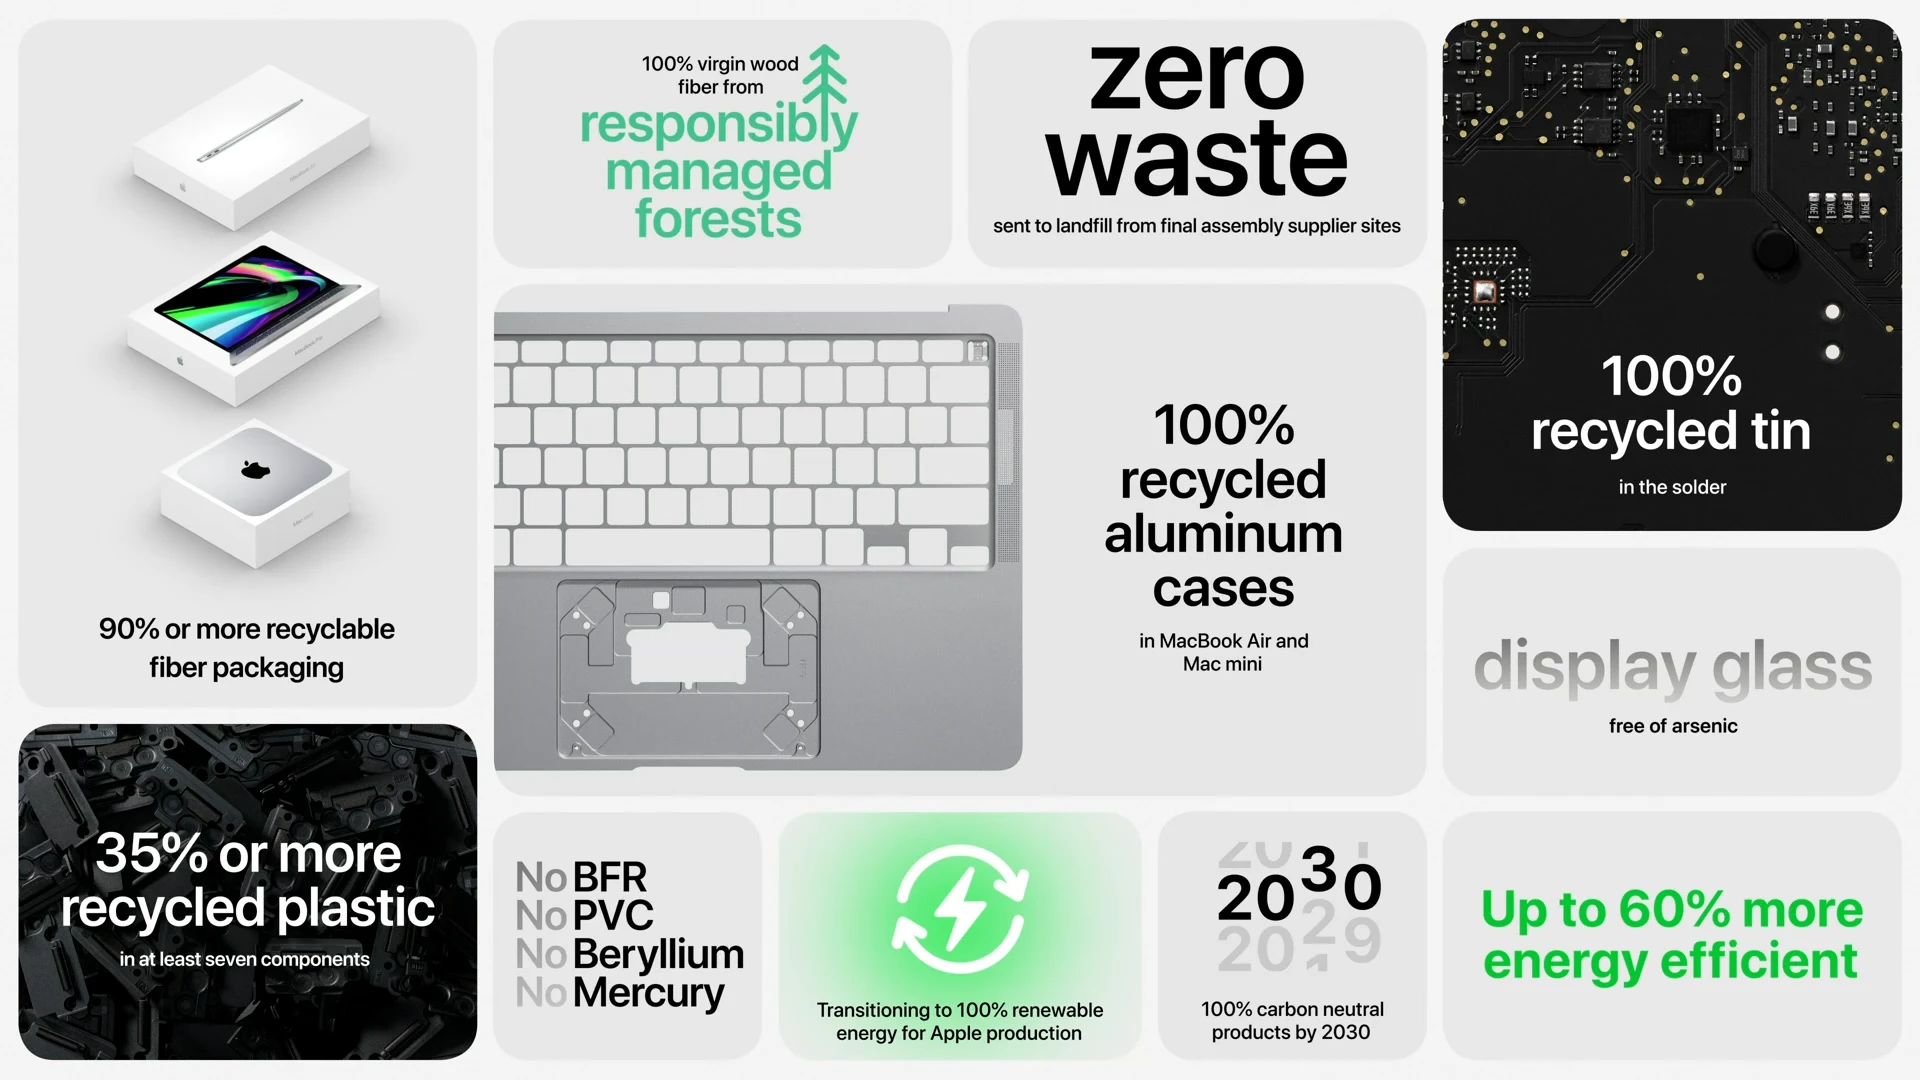 90% or more recyclable
fiber packaging
100% virgin wood
fiber from
responsibly
managed
forests
zero
waste
sent to landfill from final assembly supplier sites
100%
recycled tin
in the solder
100%
recycled
aluminum
cases
in MacBook Air and
Mac mini
display glass
free of arsenic
35% or more
recycled plastic
in at least seven components
No BFR
No PVC
No Beryllium
No Mercury
Transitioning to 100% renewable
energy for Apple production
2030
2029
100% carbon neutral
products by 2030
Up to 60% more
energy efficient